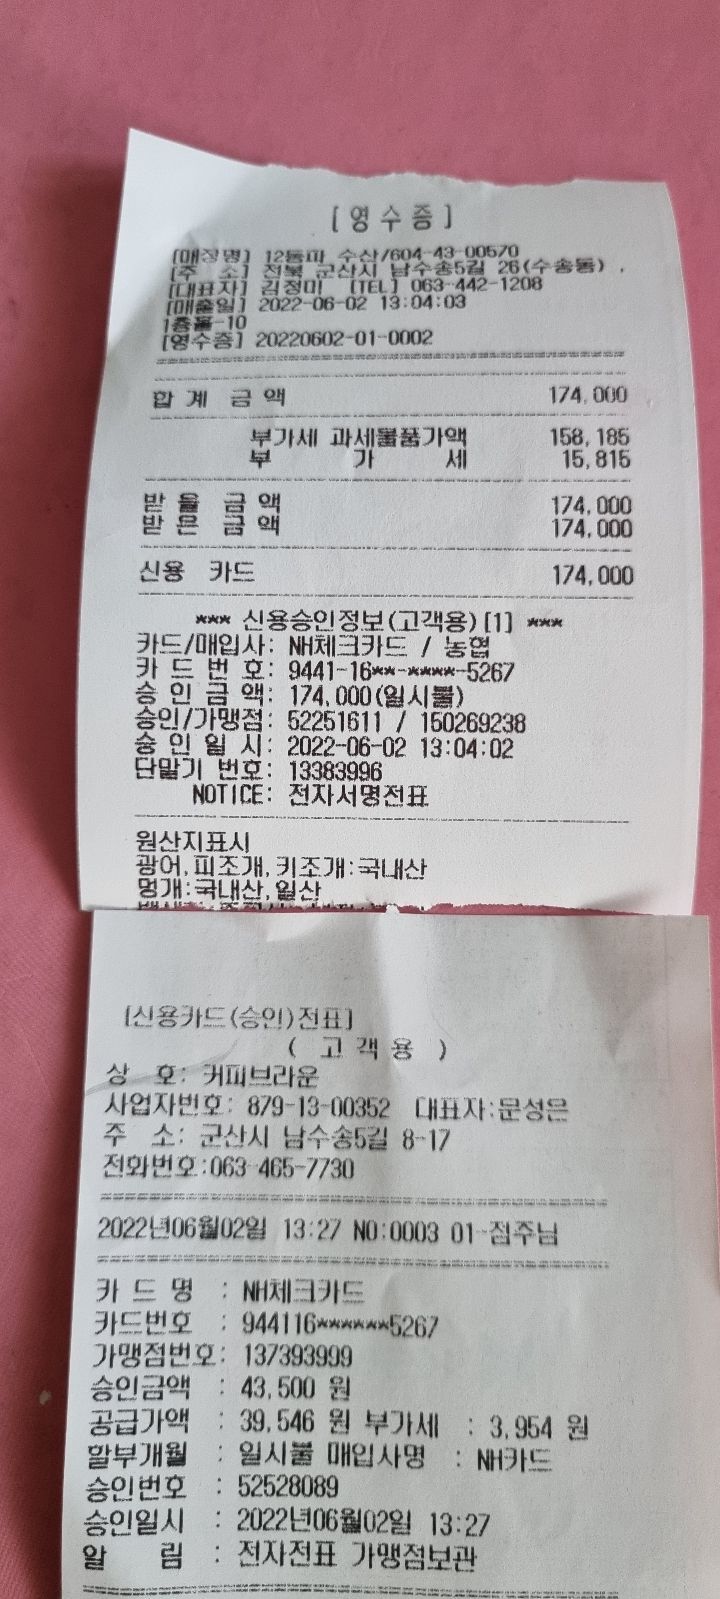 [영수증]
[매장명] 12동파 수산/604-43-00570
[주 소] 전북 군산시 남수송5길 26(수송동) .
[대표자] 김정미 [TEL] 063-442-1208
[매출일] 2022-06-02 13:04:03
1층홀-10
[영수증] 20220602-01-0002
합 계 금 액 174,000
부가세 과세물품가액 158,185
부 가 세 15,815
받 을 금 액 174,000
받 은 금 액 174,000
신용 카드 174,000
*** 신용승인정보(고객용)[1] ***
카드/매입사: NH체크카드 / 농협
카 드 번 호: 9441-16**-****-5267
승 인 금 액: 174,000(일시불)
승인/가맹점: 52251611 / 150269238
승 인 일 시: 2022-06-02 13:04:02
단말기 번호: 13383996
NOTICE: 전자서명전표
원산지표시
광어,피조개,키조개:국내산
멍개:국내산,일산
[신용카드(승인)전표]
( 고 객 용 )
상 호: 커피브라운
사업자번호: 879-13-00352 대표자:문성은
주 소: 군산시 남수송5길 8-17
전화번호:063-465-7730
2022년06월02일 13:27 NO:0003 01-점주님
카 드 명 : NH체크카드
카드번호 : 944116******5267
가맹점번호: 137393999
승인금액 : 43,500 원
공급가액 : 39,546 원 부가세 : 3,954 원
할부개월 : 일시불 매입사명 : NH카드
승인번호 : 52528089
승인일시 : 2022년06월02일 13:27
알 림 : 전자전표 가맹점보관